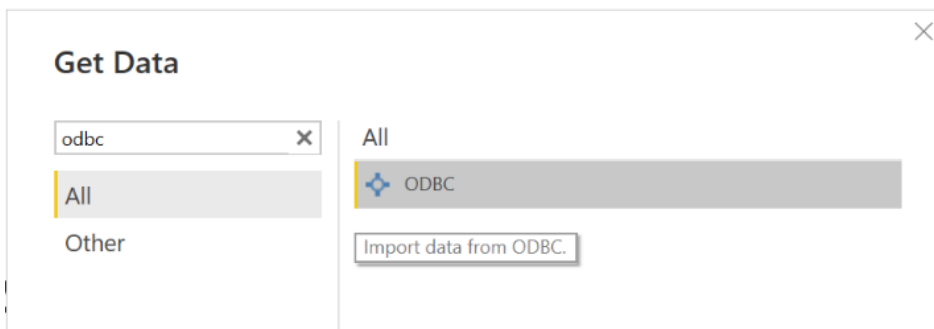 Get Data
odbc
All
Other
All
ODBC
Import data from ODBC.